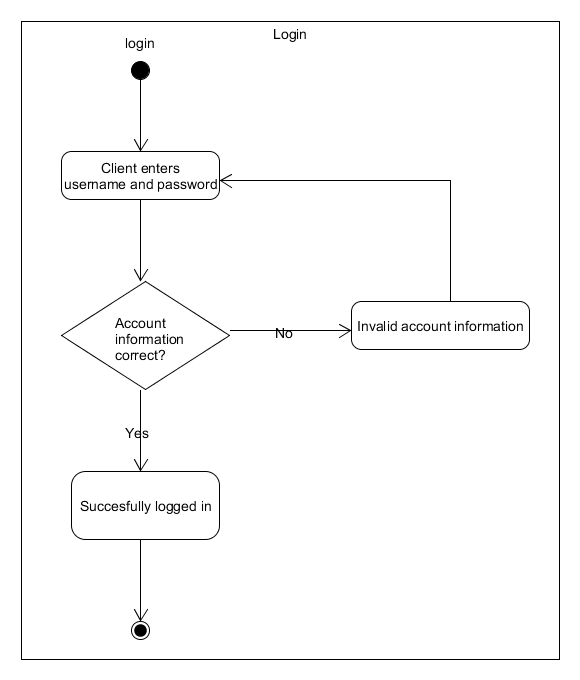 Login
login
Client enters
username and password
Account
information
correct?
No
Invalid account information
Yes
Succesfully logged in